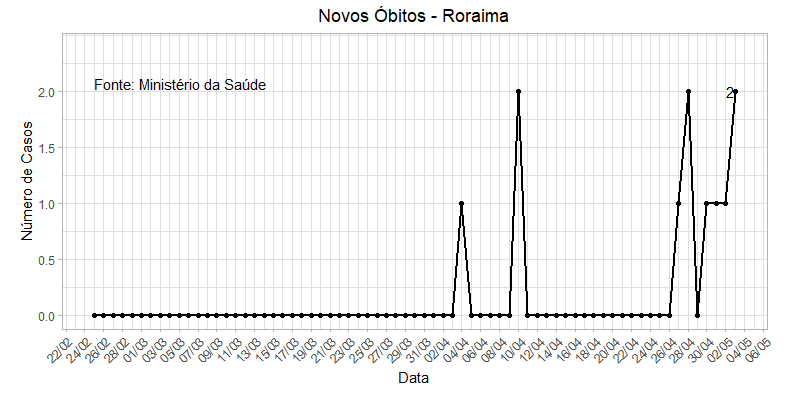 Novos Óbitos - Roraima
Fonte: Ministério da Saúde
2
Número de Casos
2.0
1.5
1.0
0.5
0.0
22/02 24/02 26/02 28/02 01/03 03/03 05/03 07/03 09/03 11/03 13/03 15/03 17/03 19/03 21/03 23/03 25/03 27/03 29/03 31/03 02/04 04/04 06/04 08/04 10/04 12/04 14/04 16/04 18/04 20/04 22/04 24/04 26/04 28/04 30/04 02/05 04/05 06/05
Data